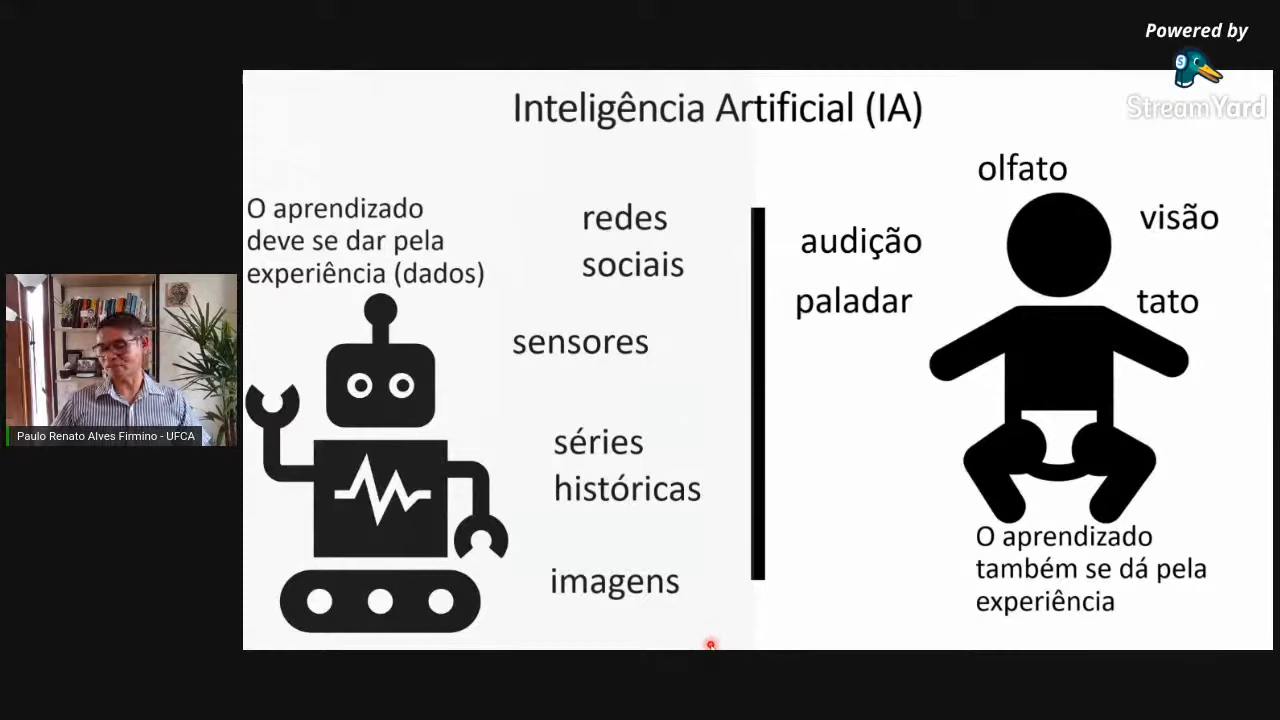 Powered by
StreamYard
Inteligência Artificial (IA)
O aprendizado
deve se dar pela
experiência (dados)
redes
sociais
sensores
séries
históricas
imagens
olfato
visão
audição
paladar
tato
O aprendizado
também se dá pela
experiência
Paulo Renato Alves Firmino - UFCA